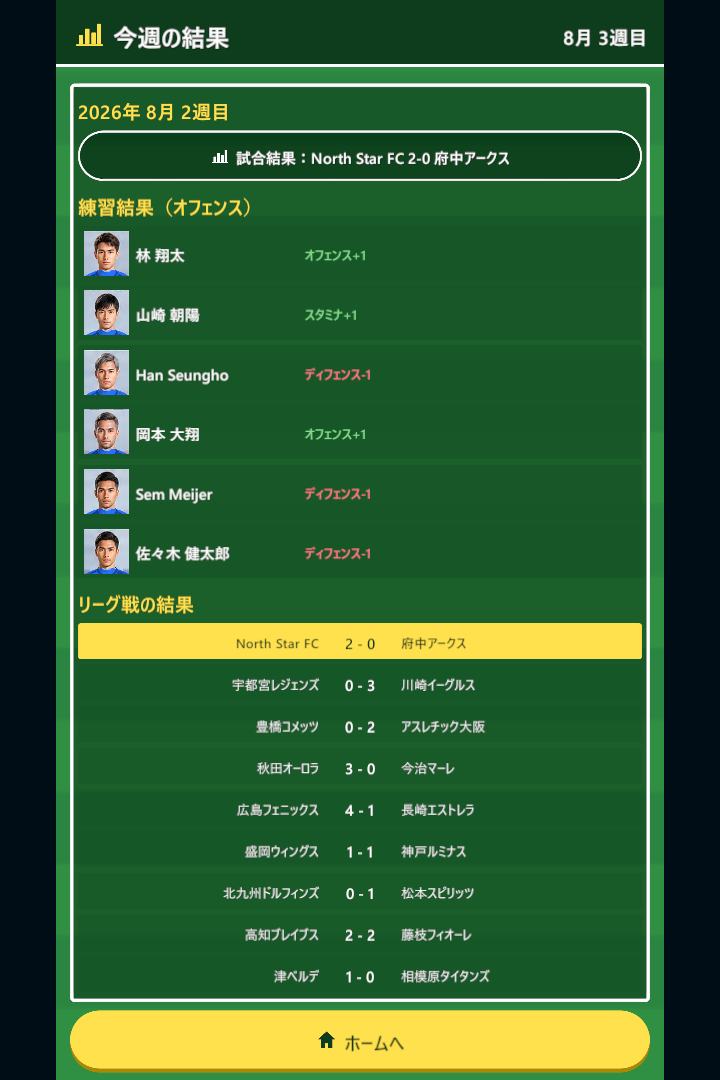 今週の結果
8月 3週目
2026年 8月 2週目
試合結果：North Star FC 2-0 府中アークス
練習結果（オフェンス）
林 翔太 オフェンス+1
山崎 朝陽 スタミナ+1
Han Seungho ディフェンス-1
岡本 大翔 オフェンス+1
Sem Meijer ディフェンス-1
佐々木 健太郎 ディフェンス-1
リーグ戦の結果
North Star FC 2 - 0 府中アークス
宇都宮レジェンズ 0 - 3 川崎イーグルス
豊橋コメッツ 0 - 2 アスレチック大阪
秋田オーロラ 3 - 0 今治マーレ
広島フェニックス 4 - 1 長崎エストレラ
盛岡ウィングス 1 - 1 神戸ルミナス
北九州ドルフィンズ 0 - 1 松本スピリッツ
高知ブレイブス 2 - 2 藤枝フィオーレ
津ベルデ 1 - 0 相模原タイタンズ
ホームへ